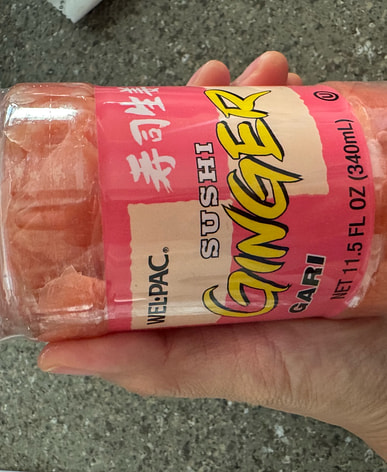 寿司生姜
WEL-PAC®
SUSHI
GINGER
GARI
NET 11.5 FL OZ (340mL)
U